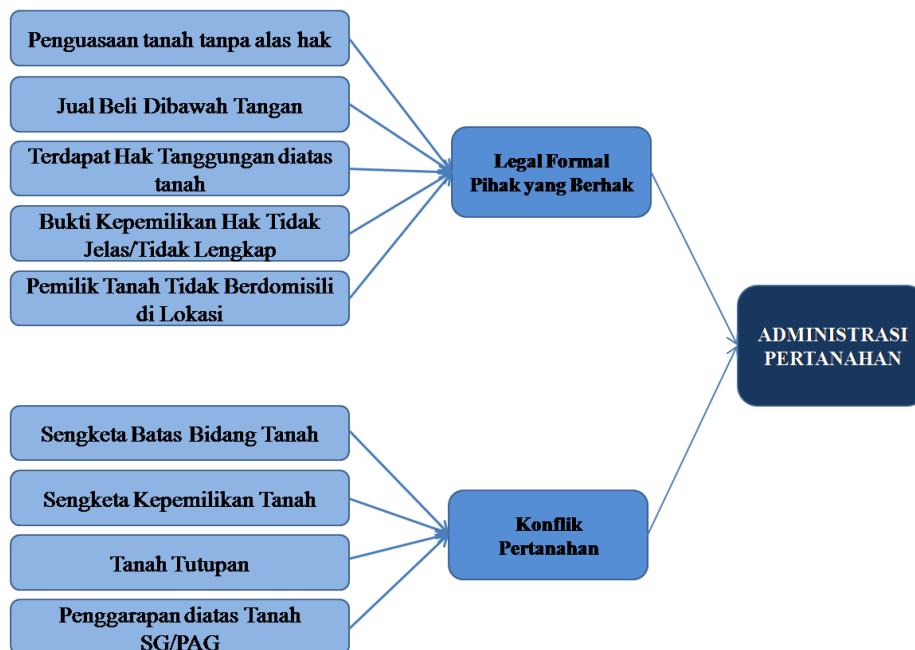 Penguasaan tanah tanpa alas hak
Jual Beli Dibawah Tangan
Terdapat Hak Tanggungan diatas
tanah
Bukti Kepemilikan Hak Tidak
Jelas/Tidak Lengkap
Pemilik Tanah Tidak Berdomisili
di Lokasi
Legal Formal
Pihak yang Berhak
ADMINISTRASI
PERTANAHAN
Sengketa Batas Bidang Tanah
Sengketa Kepemilikan Tanah
Tanah Tutupan
Penggarapan diatas Tanah
SG/PAG
Konflik
Pertanahan